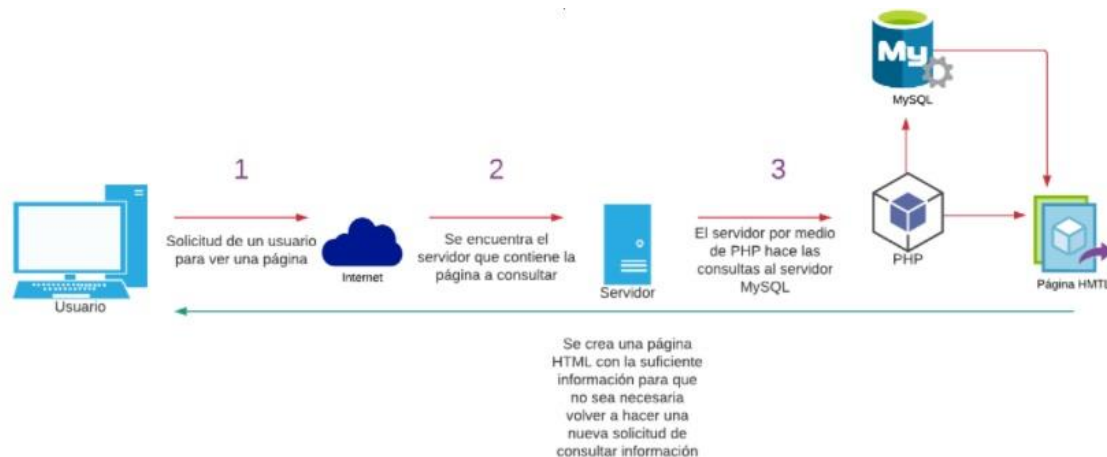 My
MySQL
1
2
3
Solicitud de un usuario
para ver una página
Internet
Se encuentra el
servidor que contiene la
página a consultar
Servidor
El servidor por medio
de PHP hace las
consultas al servidor
MySQL
PHP
Página HMTL
Usuario
Se crea una página
HTML con la suficiente
información para que
no sea necesaria
volver a hacer una
nueva solicitud de
consultar información